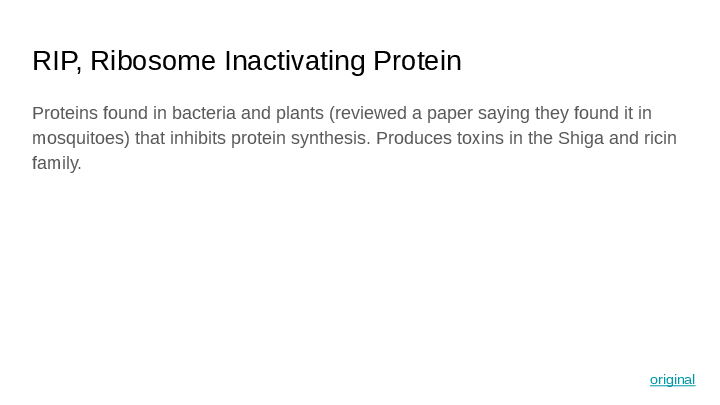 RIP, Ribosome Inactivating Protein
Proteins found in bacteria and plants (reviewed a paper saying they found it in
mosquitoes) that inhibits protein synthesis. Produces toxins in the Shiga and ricin
family.
original